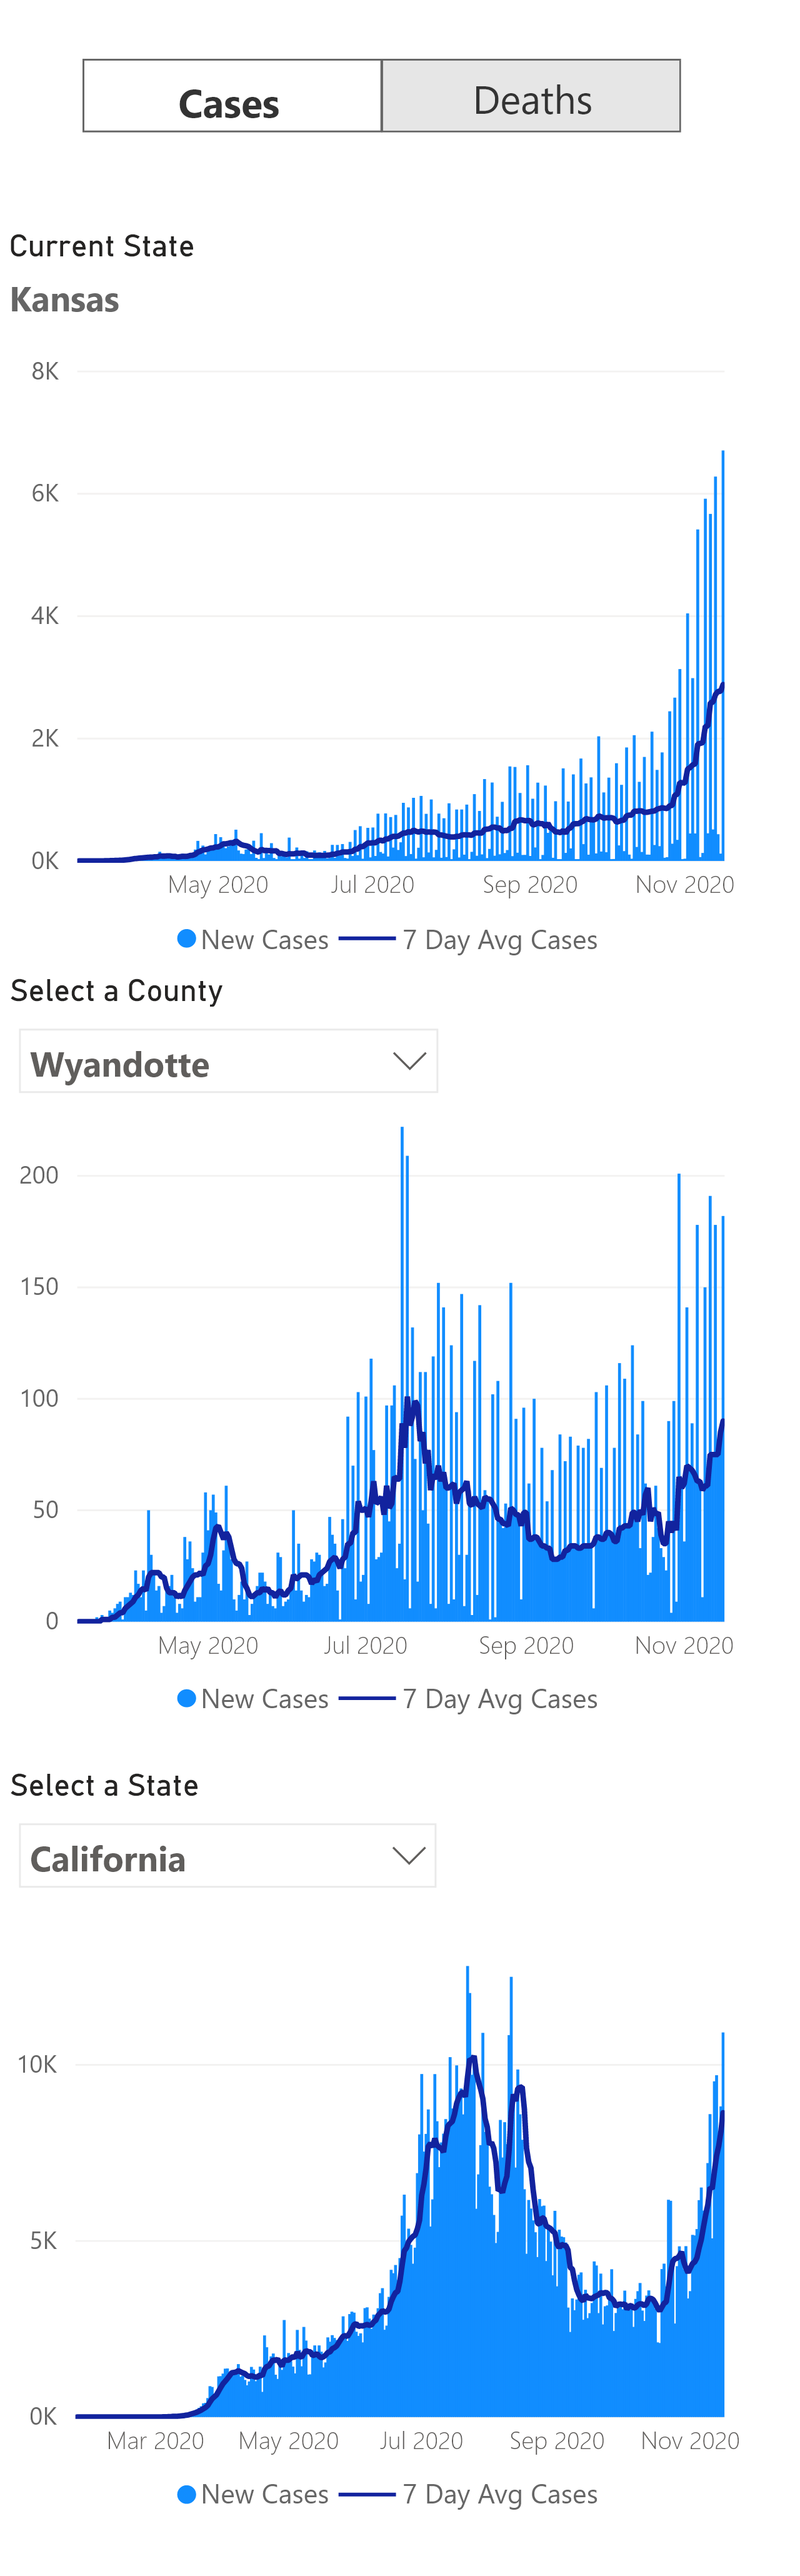 Cases Deaths
Current State
Kansas
8K
6K
4K
2K
0K
May 2020 Jul 2020 Sep 2020 Nov 2020
New Cases 7 Day Avg Cases
Select a County
Wyandotte
200
150
100
50
0
May 2020 Jul 2020 Sep 2020 Nov 2020
New Cases 7 Day Avg Cases
Select a State
California
10K
5K
0K
Mar 2020 May 2020 Jul 2020 Sep 2020 Nov 2020
New Cases 7 Day Avg Cases